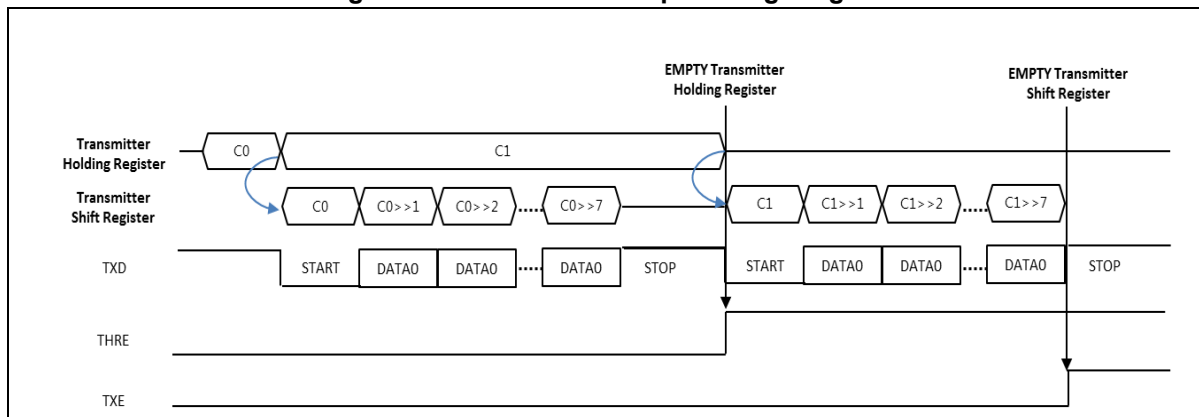 EMPTY Transmitter
Holding Register
EMPTY Transmitter
Shift Register
Transmitter
Holding Register
C0
C1
Transmitter
Shift Register
C0
C0>>1
C0>>2
C0>>7
C1
C1>>1
C1>>2
C1>>7
TXD
START
DATA0
DATA0
DATA0
STOP
START
DATA0
DATA0
DATA0
STOP
THRE
TXE